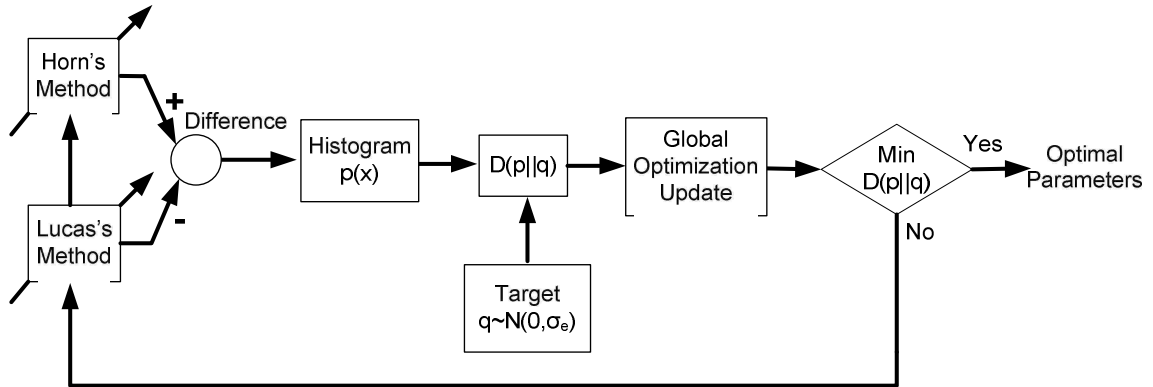 Horn's
Method
+
Difference
Lucas's
Method
-
Histogram
p(x)
D(p||q)
Target
q~N(0,σₑ)
Global
Optimization
Update
Min
D(p||q)
Yes
No
Optimal
Parameters